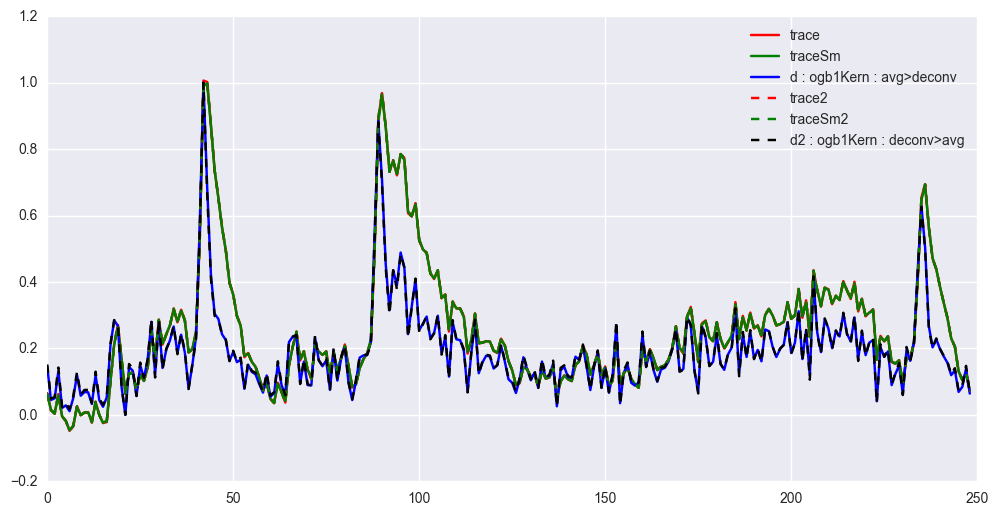 1.2
1.0
0.8
0.6
0.4
0.2
0.0
−0.2
0
50
100
150
200
250
trace
traceSm
d : ogb1Kern : avg>deconv
trace2
traceSm2
d2 : ogb1Kern : deconv>avg